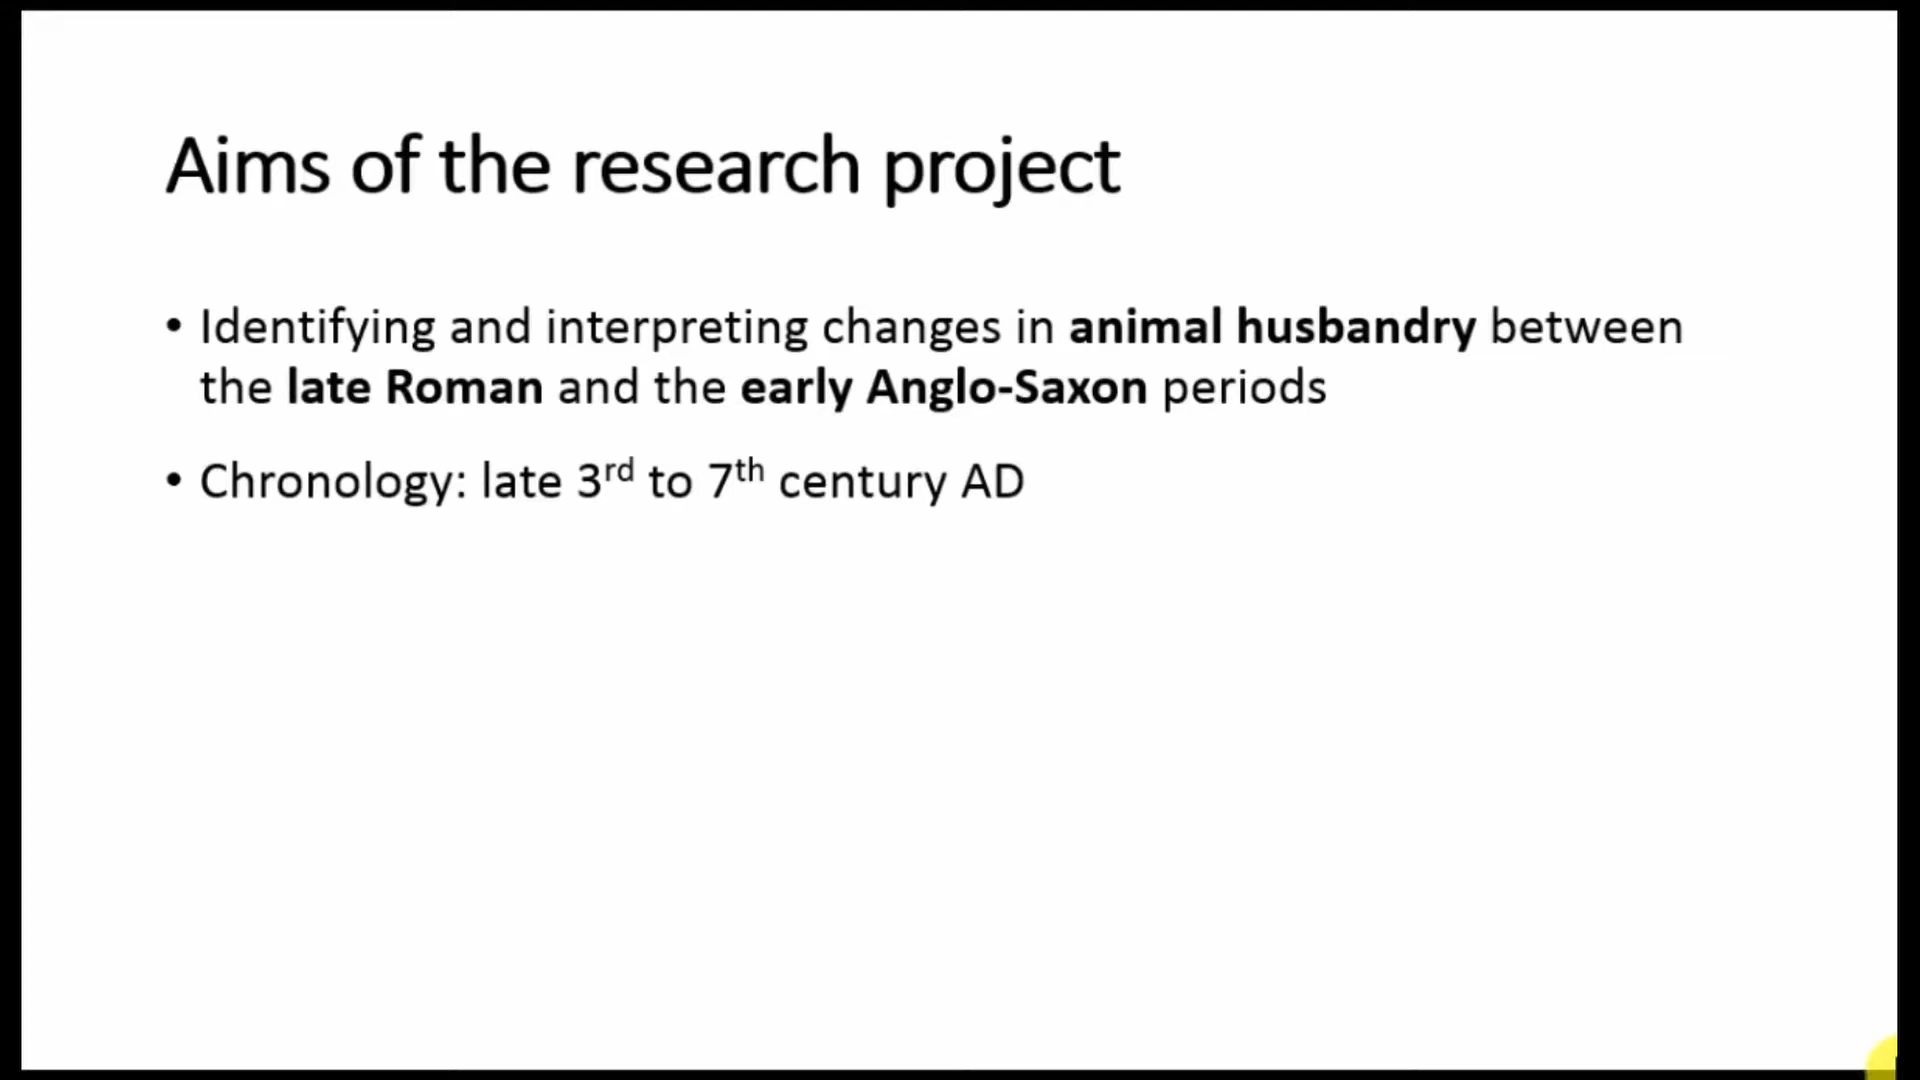 Aims of the research project
• Identifying and interpreting changes in animal husbandry between
the late Roman and the early Anglo-Saxon periods
• Chronology: late 3rd to 7th century AD